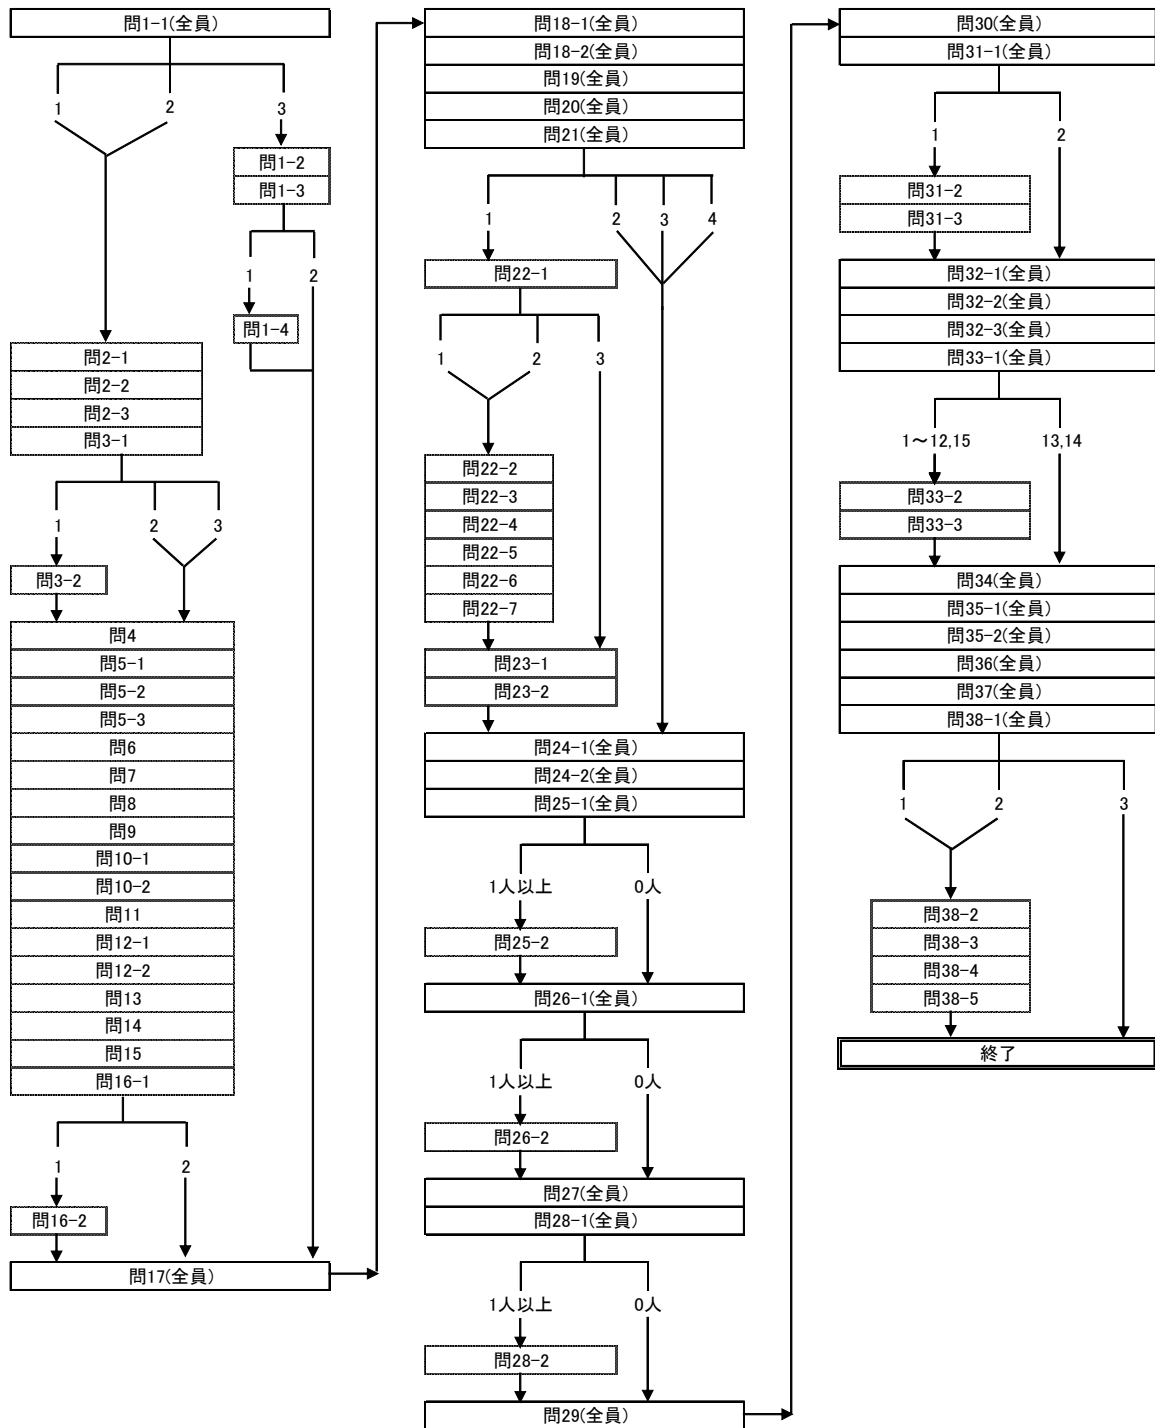 問1-1(全員)
1 2 3
問1-2
問1-3
1 2
問1-4
問2-1
問2-2
問2-3
問3-1
1 2 3
問3-2
問4
問5-1
問5-2
問5-3
問6
問7
問8
問9
問10-1
問10-2
問11
問12-1
問12-2
問13
問14
問15
問16-1
1 2
問16-2
問17(全員)
問18-1(全員)
問18-2(全員)
問19(全員)
問20(全員)
問21(全員)
1 2 3 4
問22-1
1 2 3
問22-2
問22-3
問22-4
問22-5
問22-6
問22-7
問23-1
問23-2
問24-1(全員)
問24-2(全員)
問25-1(全員)
1人以上 0人
問25-2
問26-1(全員)
1人以上 0人
問26-2
問27(全員)
問28-1(全員)
1人以上 0人
問28-2
問29(全員)
問30(全員)
問31-1(全員)
1 2
問31-2
問31-3
問32-1(全員)
問32-2(全員)
問32-3(全員)
問33-1(全員)
1～12,15 13,14
問33-2
問33-3
問34(全員)
問35-1(全員)
問35-2(全員)
問36(全員)
問37(全員)
問38-1(全員)
1 2 3
問38-2
問38-3
問38-4
問38-5
終了